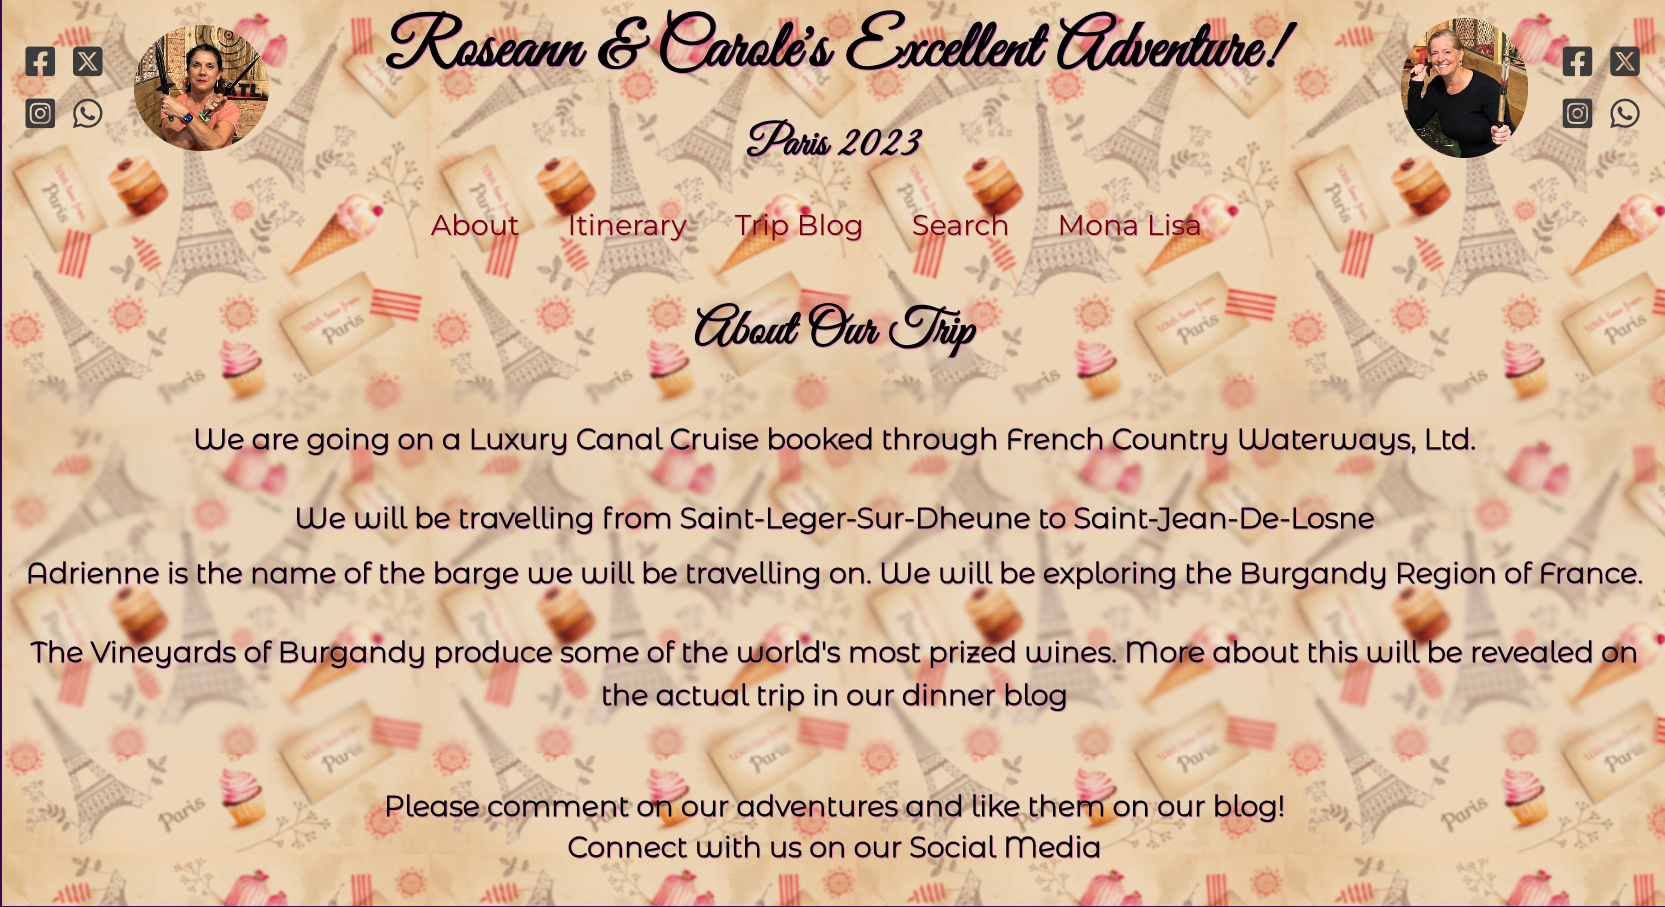 Roseann & Carole's Excellent Adventure!
Paris 2023
About Itinerary Trip Blog Search Mona Lisa
About Our Trip
We are going on a Luxury Canal Cruise booked through French Country Waterways, Ltd.
We will be travelling from Saint-Leger-Sur-Dheune to Saint-Jean-De-Losne
Adrienne is the name of the barge we will be travelling on. We will be exploring the Burgandy Region of France.
The Vineyards of Burgandy produce some of the world's most prized wines. More about this will be revealed on
the actual trip in our dinner blog
Please comment on our adventures and like them on our blog!
Connect with us on our Social Media
With love from
Paris
Paris